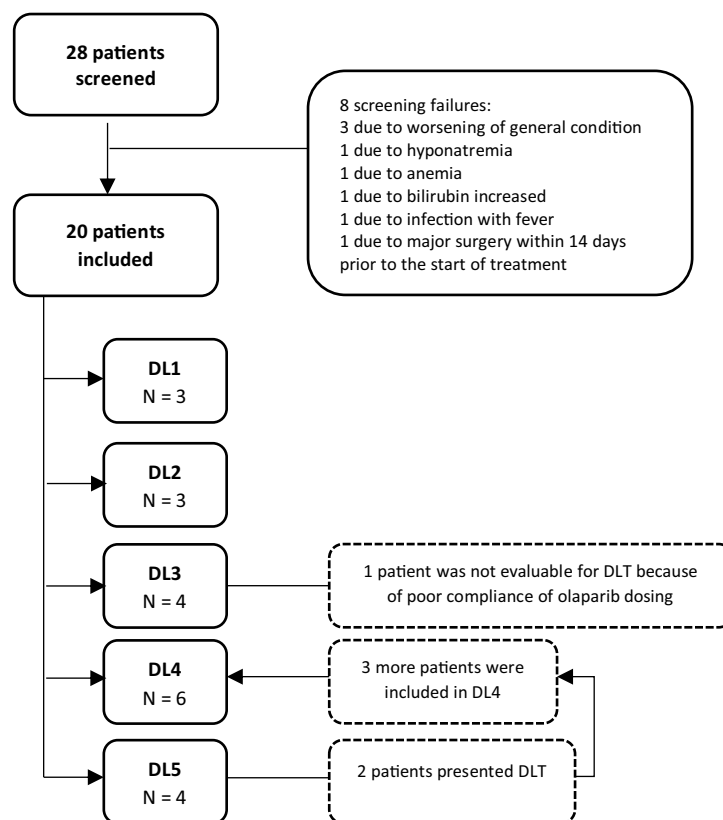 28 patients
screened
8 screening failures:
3 due to worsening of general condition
1 due to hyponatremia
1 due to anemia
1 due to bilirubin increased
1 due to infection with fever
1 due to major surgery within 14 days
prior to the start of treatment
20 patients
included
DL1
N = 3
DL2
N = 3
DL3
N = 4
1 patient was not evaluable for DLT because
of poor compliance of olaparib dosing
DL4
N = 6
3 more patients were
included in DL4
DL5
N = 4
2 patients presented DLT